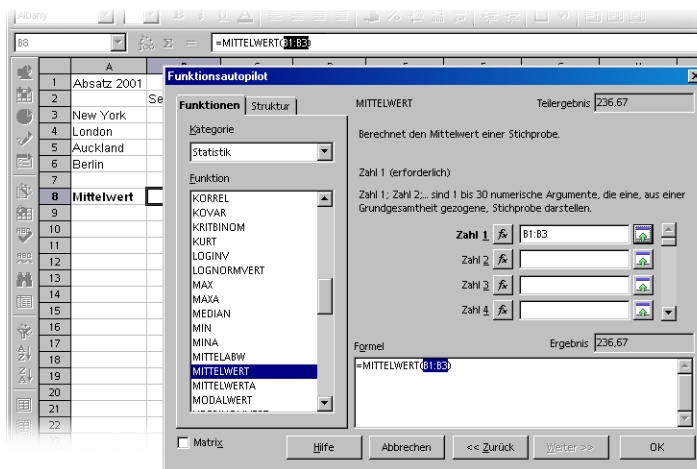 Albany
B8
Σ = =MITTELWERT(B1:B3)
A
1 Absatz 2001
2 Se
3 New York
4 London
5 Auckland
6 Berlin
7
8 Mittelwert
9
10
11
12
13
14
15
16
17
18
19
20
21
22
Funktionsautopilot
Funktionen Struktur
MITTELWERT Teilergebnis 236,67
Kategorie
Statistik
Berechnet den Mittelwert einer Stichprobe.
Funktion
KORREL
KOVAR
KRITBINOM
KURT
LOGINV
LOGNORMVERT
MAX
MAXA
MEDIAN
MIN
MINA
MITTELABW
MITTELWERT
MITTELWERTA
MODALWERT
Zahl 1 (erforderlich)
Zahl 1; Zahl 2;... sind 1 bis 30 numerische Argumente, die eine, aus einer
Grundgesamtheit gezogene, Stichprobe darstellen.
Zahl 1 fx B1:B3
Zahl 2 fx
Zahl 3 fx
Zahl 4 fx
Formel Ergebnis 236,67
=MITTELWERT(B1:B3)
Matrix Hilfe Abbrechen << Zurück Weiter >> OK